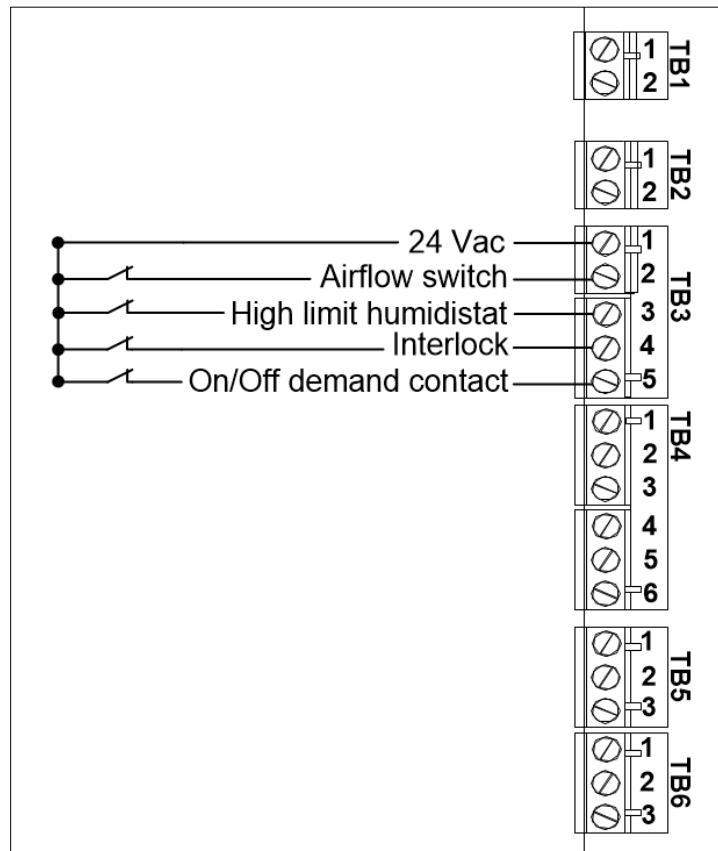 1
2
TB1
1
2
TB2
24 Vac 1
Airflow switch 2
High limit humidistat 3
Interlock 4
On/Off demand contact 5
TB3
1
2
3
4
5
6
TB4
1
2
3
TB5
1
2
3
TB6